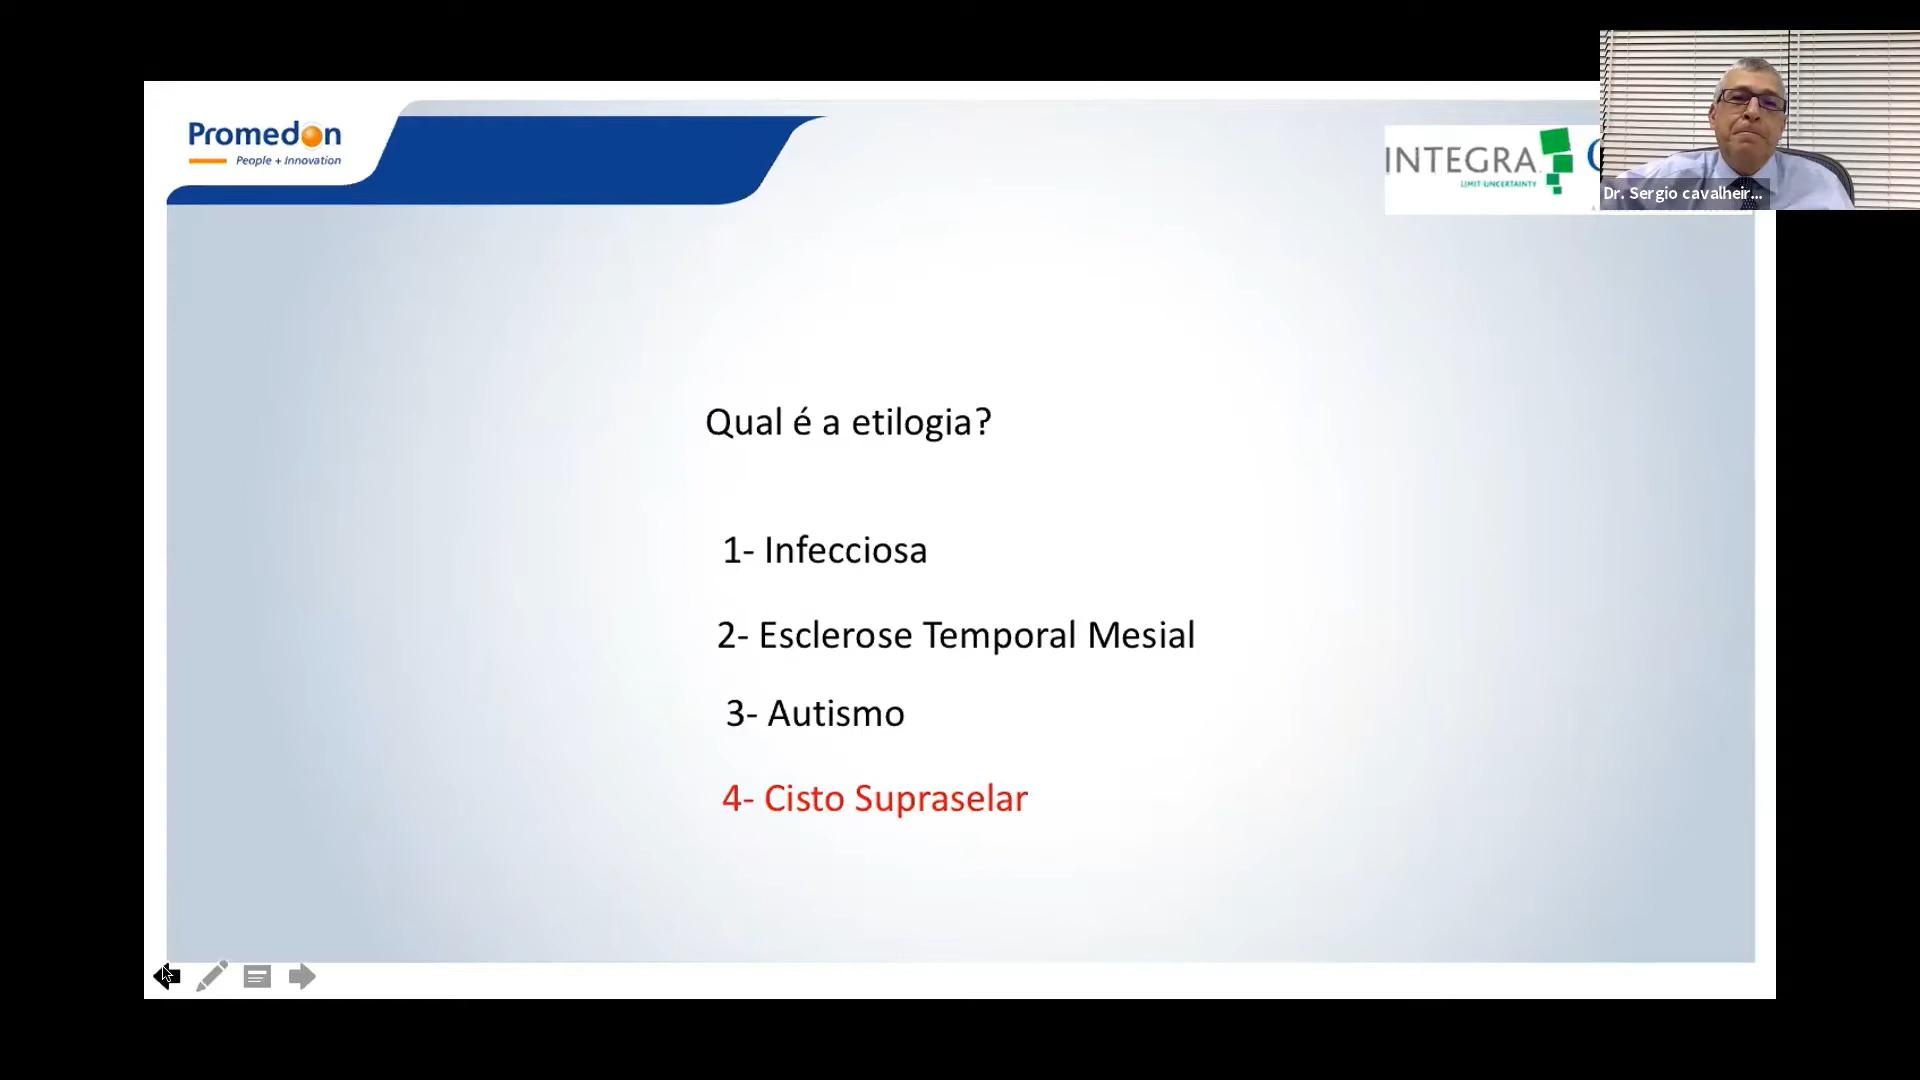 Promedon
People + Innovation
INTEGRA
LIMIT UNCERTAINTY
Dr. Sergio cavalheir...
Qual é a etilogia?
1- Infecciosa
2- Esclerose Temporal Mesial
3- Autismo
4- Cisto Supraselar